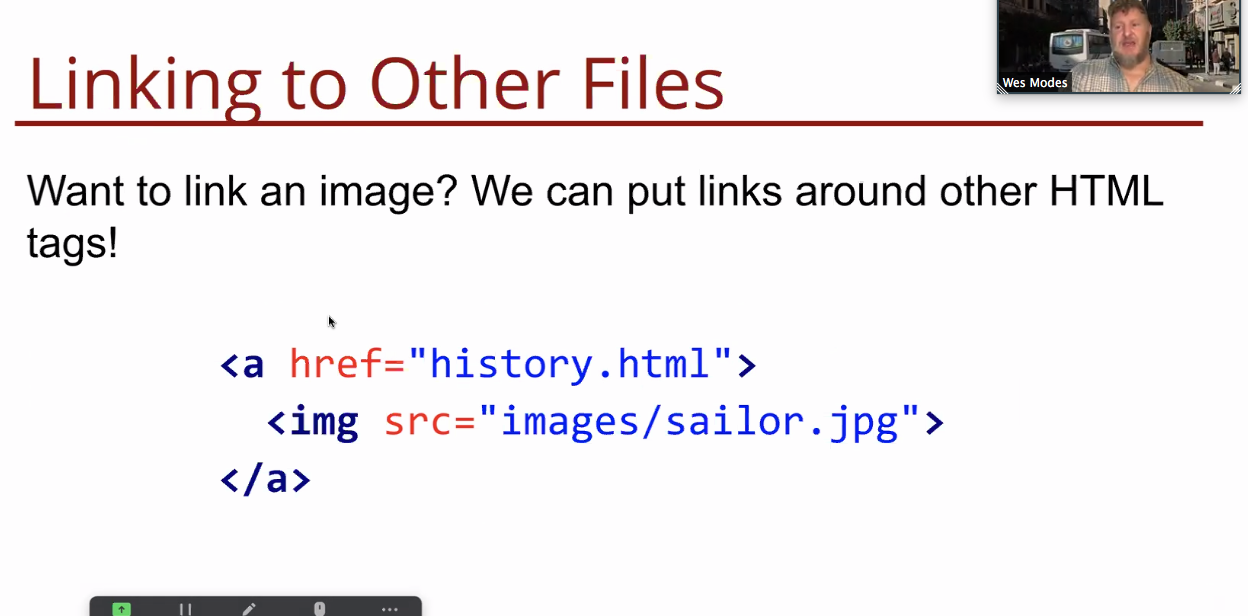 Linking to Other Files
Wes Modes
Want to link an image? We can put links around other HTML
tags!
<a href="history.html">
<img src="images/sailor.jpg">
</a>